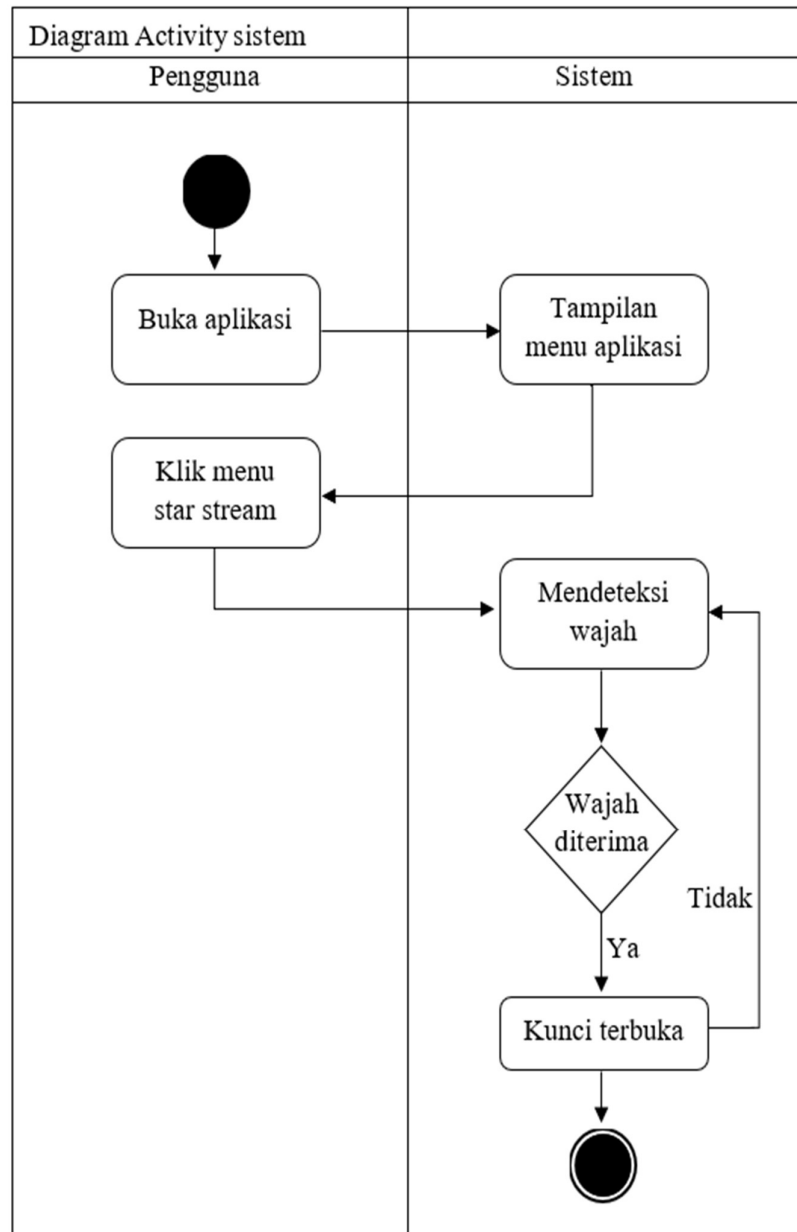 Diagram Activity sistem
Pengguna
Sistem
Buka aplikasi
Tampilan
menu aplikasi
Klik menu
star stream
Mendeteksi
wajah
Wajah
diterima
Tidak
Ya
Kunci terbuka